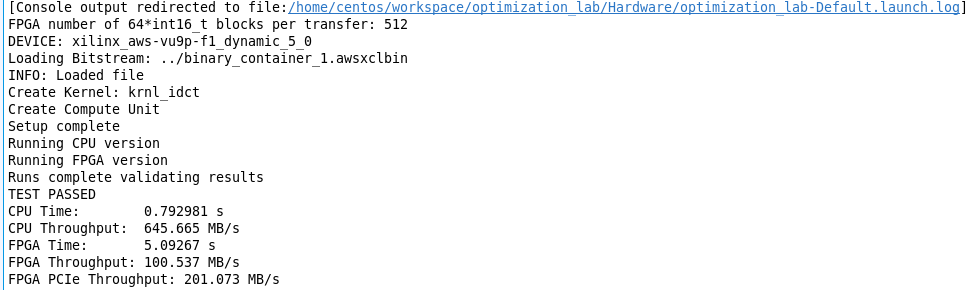 [Console output redirected to file:/home/centos/workspace/optimization_lab/Hardware/optimization_lab-Default.launch.log]
FPGA number of 64*int16_t blocks per transfer: 512
DEVICE: xilinx_aws-vu9p-f1_dynamic_5_0
Loading Bitstream: ../binary_container_1.awsxclbin
INFO: Loaded file
Create Kernel: krnl_idct
Create Compute Unit
Setup complete
Running CPU version
Running FPGA version
Runs complete validating results
TEST PASSED
CPU Time:        0.792981 s
CPU Throughput:  645.665 MB/s
FPGA Time:       5.09267 s
FPGA Throughput: 100.537 MB/s
FPGA PCIe Throughput: 201.073 MB/s